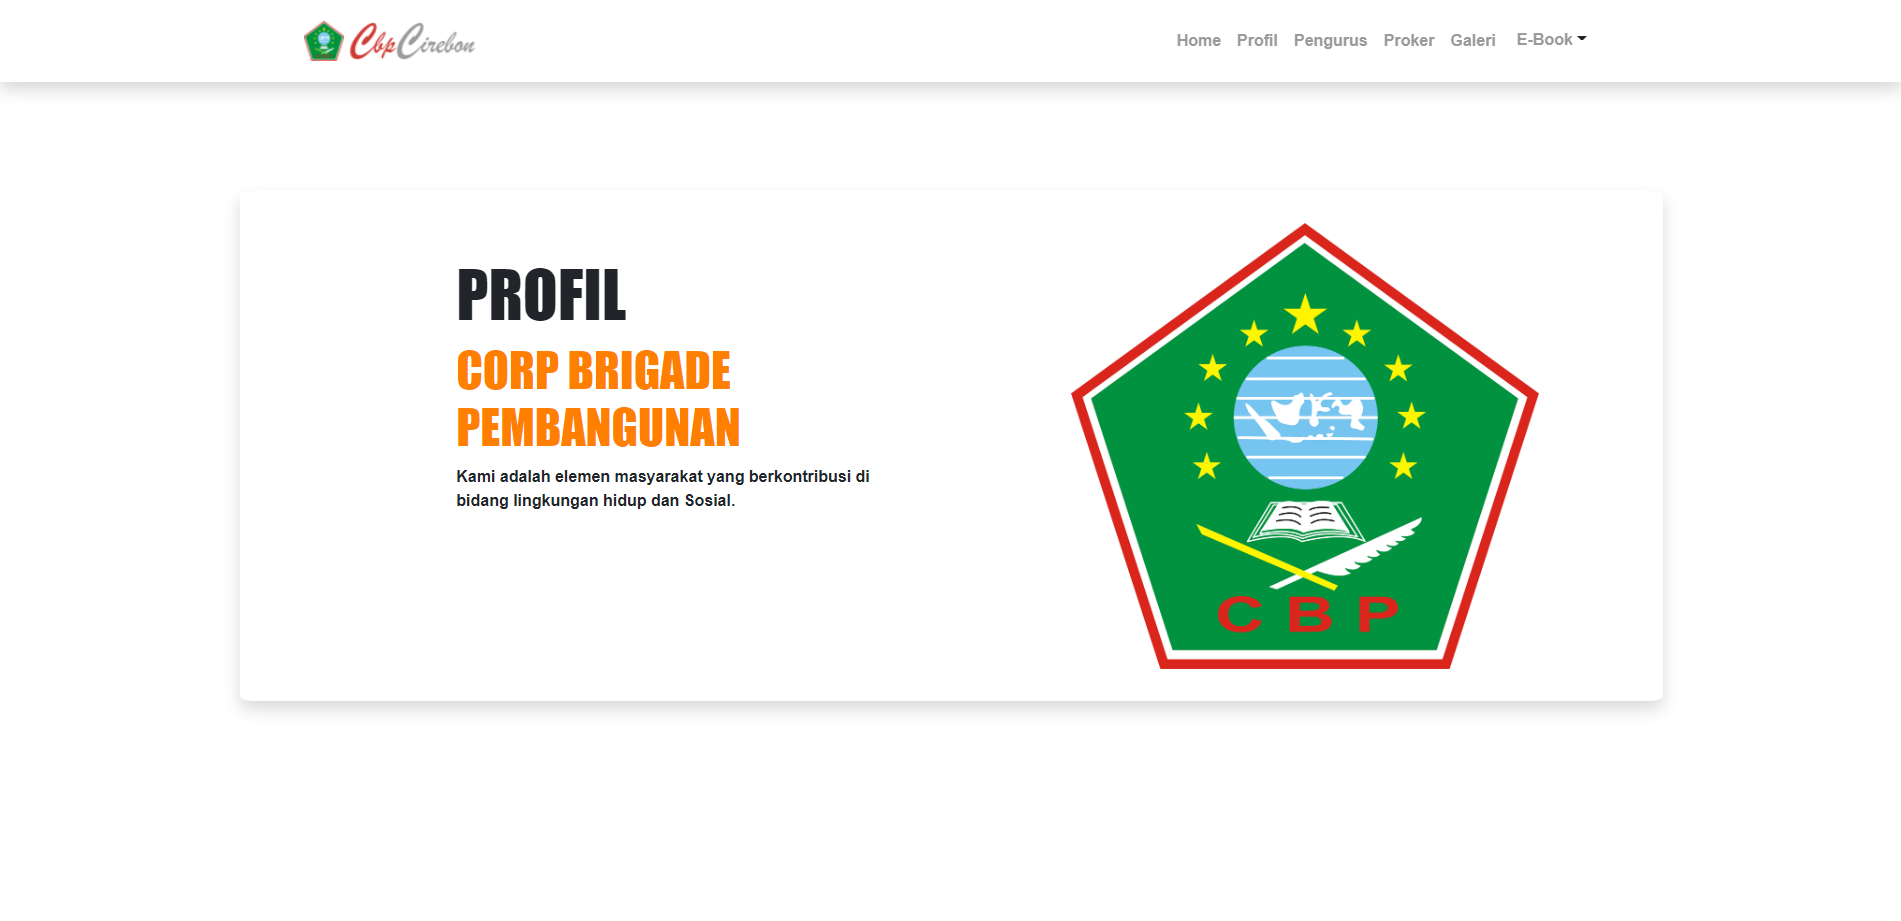 CbpCirebon
Home Profil Pengurus Proker Galeri E-Book
PROFIL
CORP BRIGADE
PEMBANGUNAN
Kami adalah elemen masyarakat yang berkontribusi di
bidang lingkungan hidup dan Sosial.
C B P